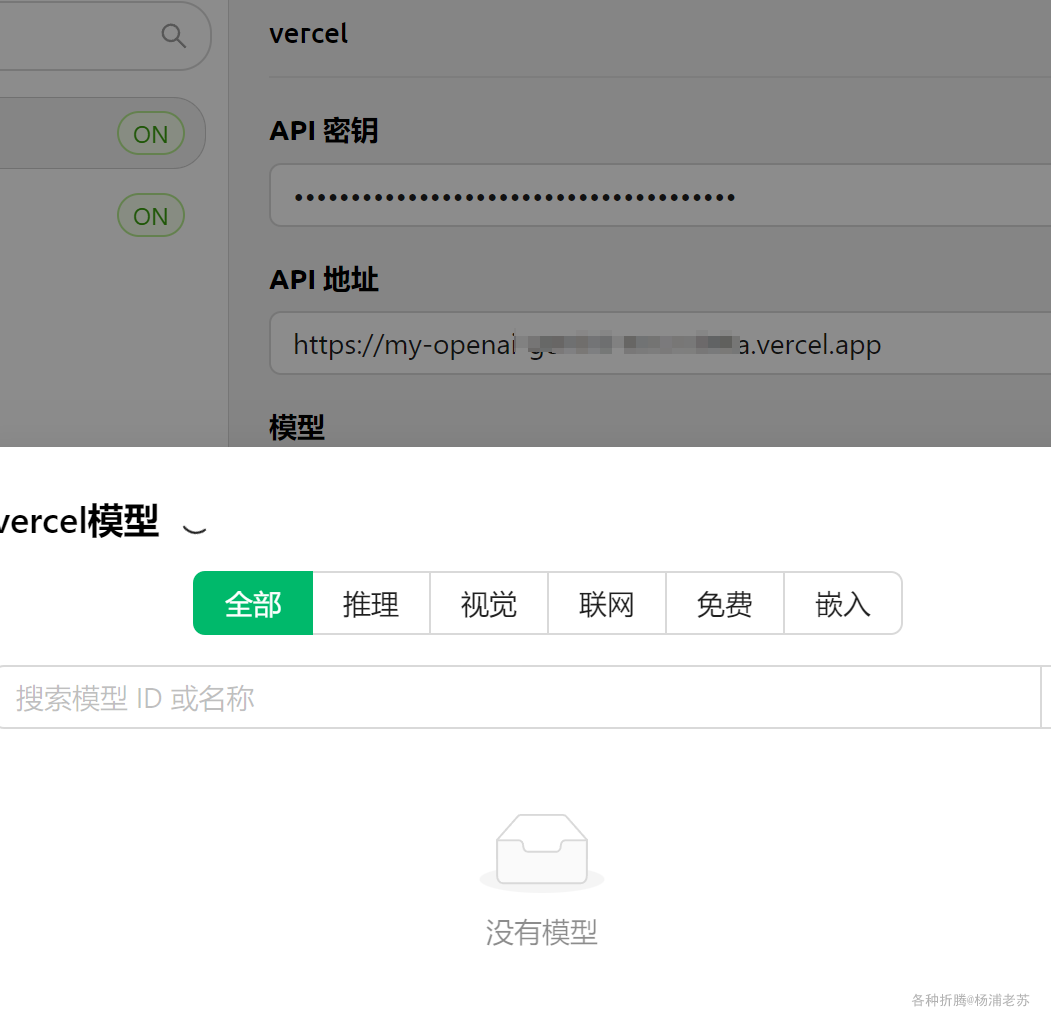 vercel
API 密钥
ON
••••••••••••••••••••••••••••••••••••••••
ON
API 地址
https://my-openai a.vercel.app
模型
vercel模型
全部 推理 视觉 联网 免费 嵌入
搜索模型 ID 或名称
没有模型
各种折腾@杨浦老苏